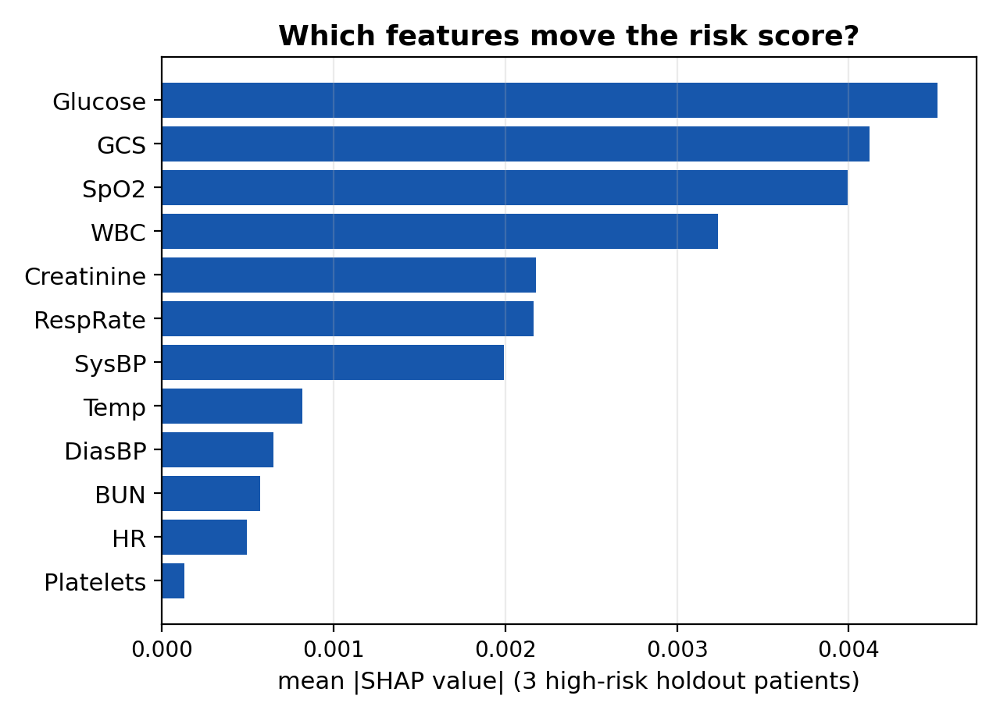 Which features move the risk score?
Glucose
GCS
SpO2
WBC
Creatinine
RespRate
SysBP
Temp
DiasBP
BUN
HR
Platelets
0.000 0.001 0.002 0.003 0.004
mean |SHAP value| (3 high-risk holdout patients)